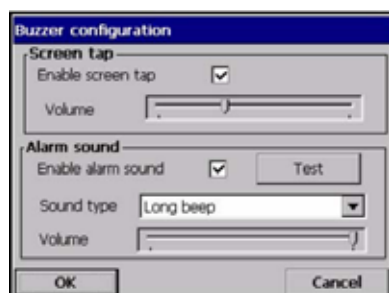 Buzzer configuration
Screen tap
Enable screen tap
Volume
Alarm sound
Enable alarm sound Test
Sound type Long beep
Volume
OK Cancel